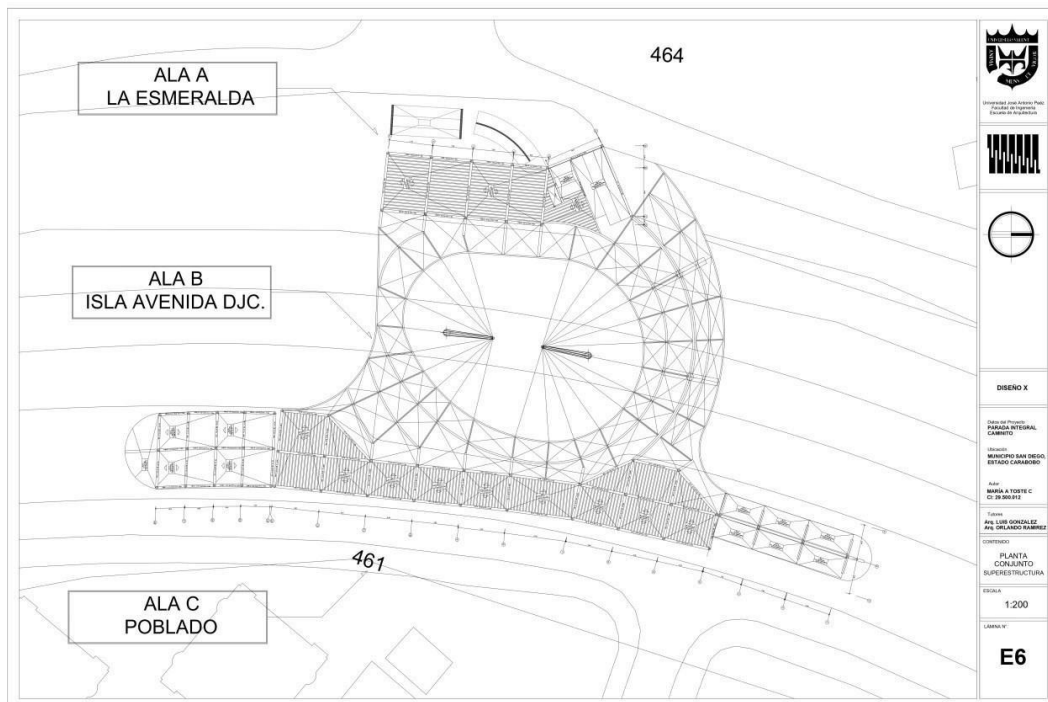 ALA A
LA ESMERALDA
464
ALA B
ISLA AVENIDA DJC.
461
ALA C
POBLADO
Universidad José Antonio Páez
Facultad de Ingeniería
Escuela de Arquitectura
DISEÑO X
Datos del Proyecto
PARADA INTEGRAL
CAMINITO
Ubicación
MUNICIPIO SAN DIEGO,
ESTADO CARABOBO
Autor
MARÍA A TOSTE C
Tutores
Arq. LUIS GONZALEZ
Arq. ORLANDO RAMIREZ
CONTENIDO
PLANTA
CONJUNTO
SUPERESTRUCTURA
ESCALA
1:200
LÁMINA N°
E6